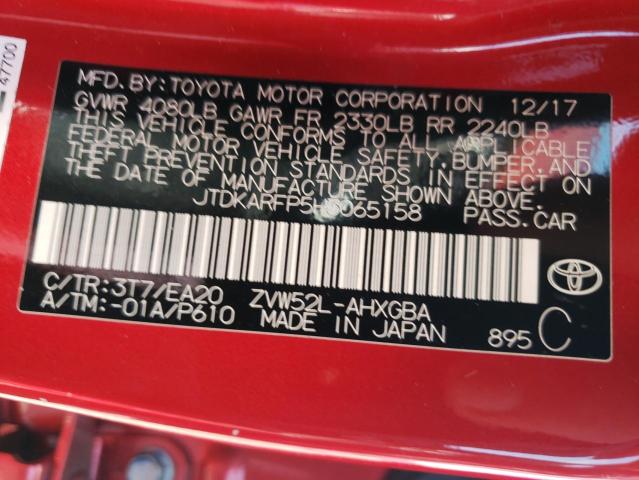 47700
MFD. BY: TOYOTA MOTOR CORPORATION 12/17
GVWR 4080LB GAWR FR 2330LB RR 2240LB
THIS VEHICLE CONFORMS TO ALL APPLICABLE
FEDERAL MOTOR VEHICLE SAFETY, BUMPER, AND
THEFT PREVENTION STANDARDS IN EFFECT ON
THE DATE OF MANUFACTURE SHOWN ABOVE.
JTDKARFP5H3065158 PASS. CAR
C/TR: 3T7/EA20 ZVW52L-AHXGBA
A/TM: -01A/P610 MADE IN JAPAN 895 C